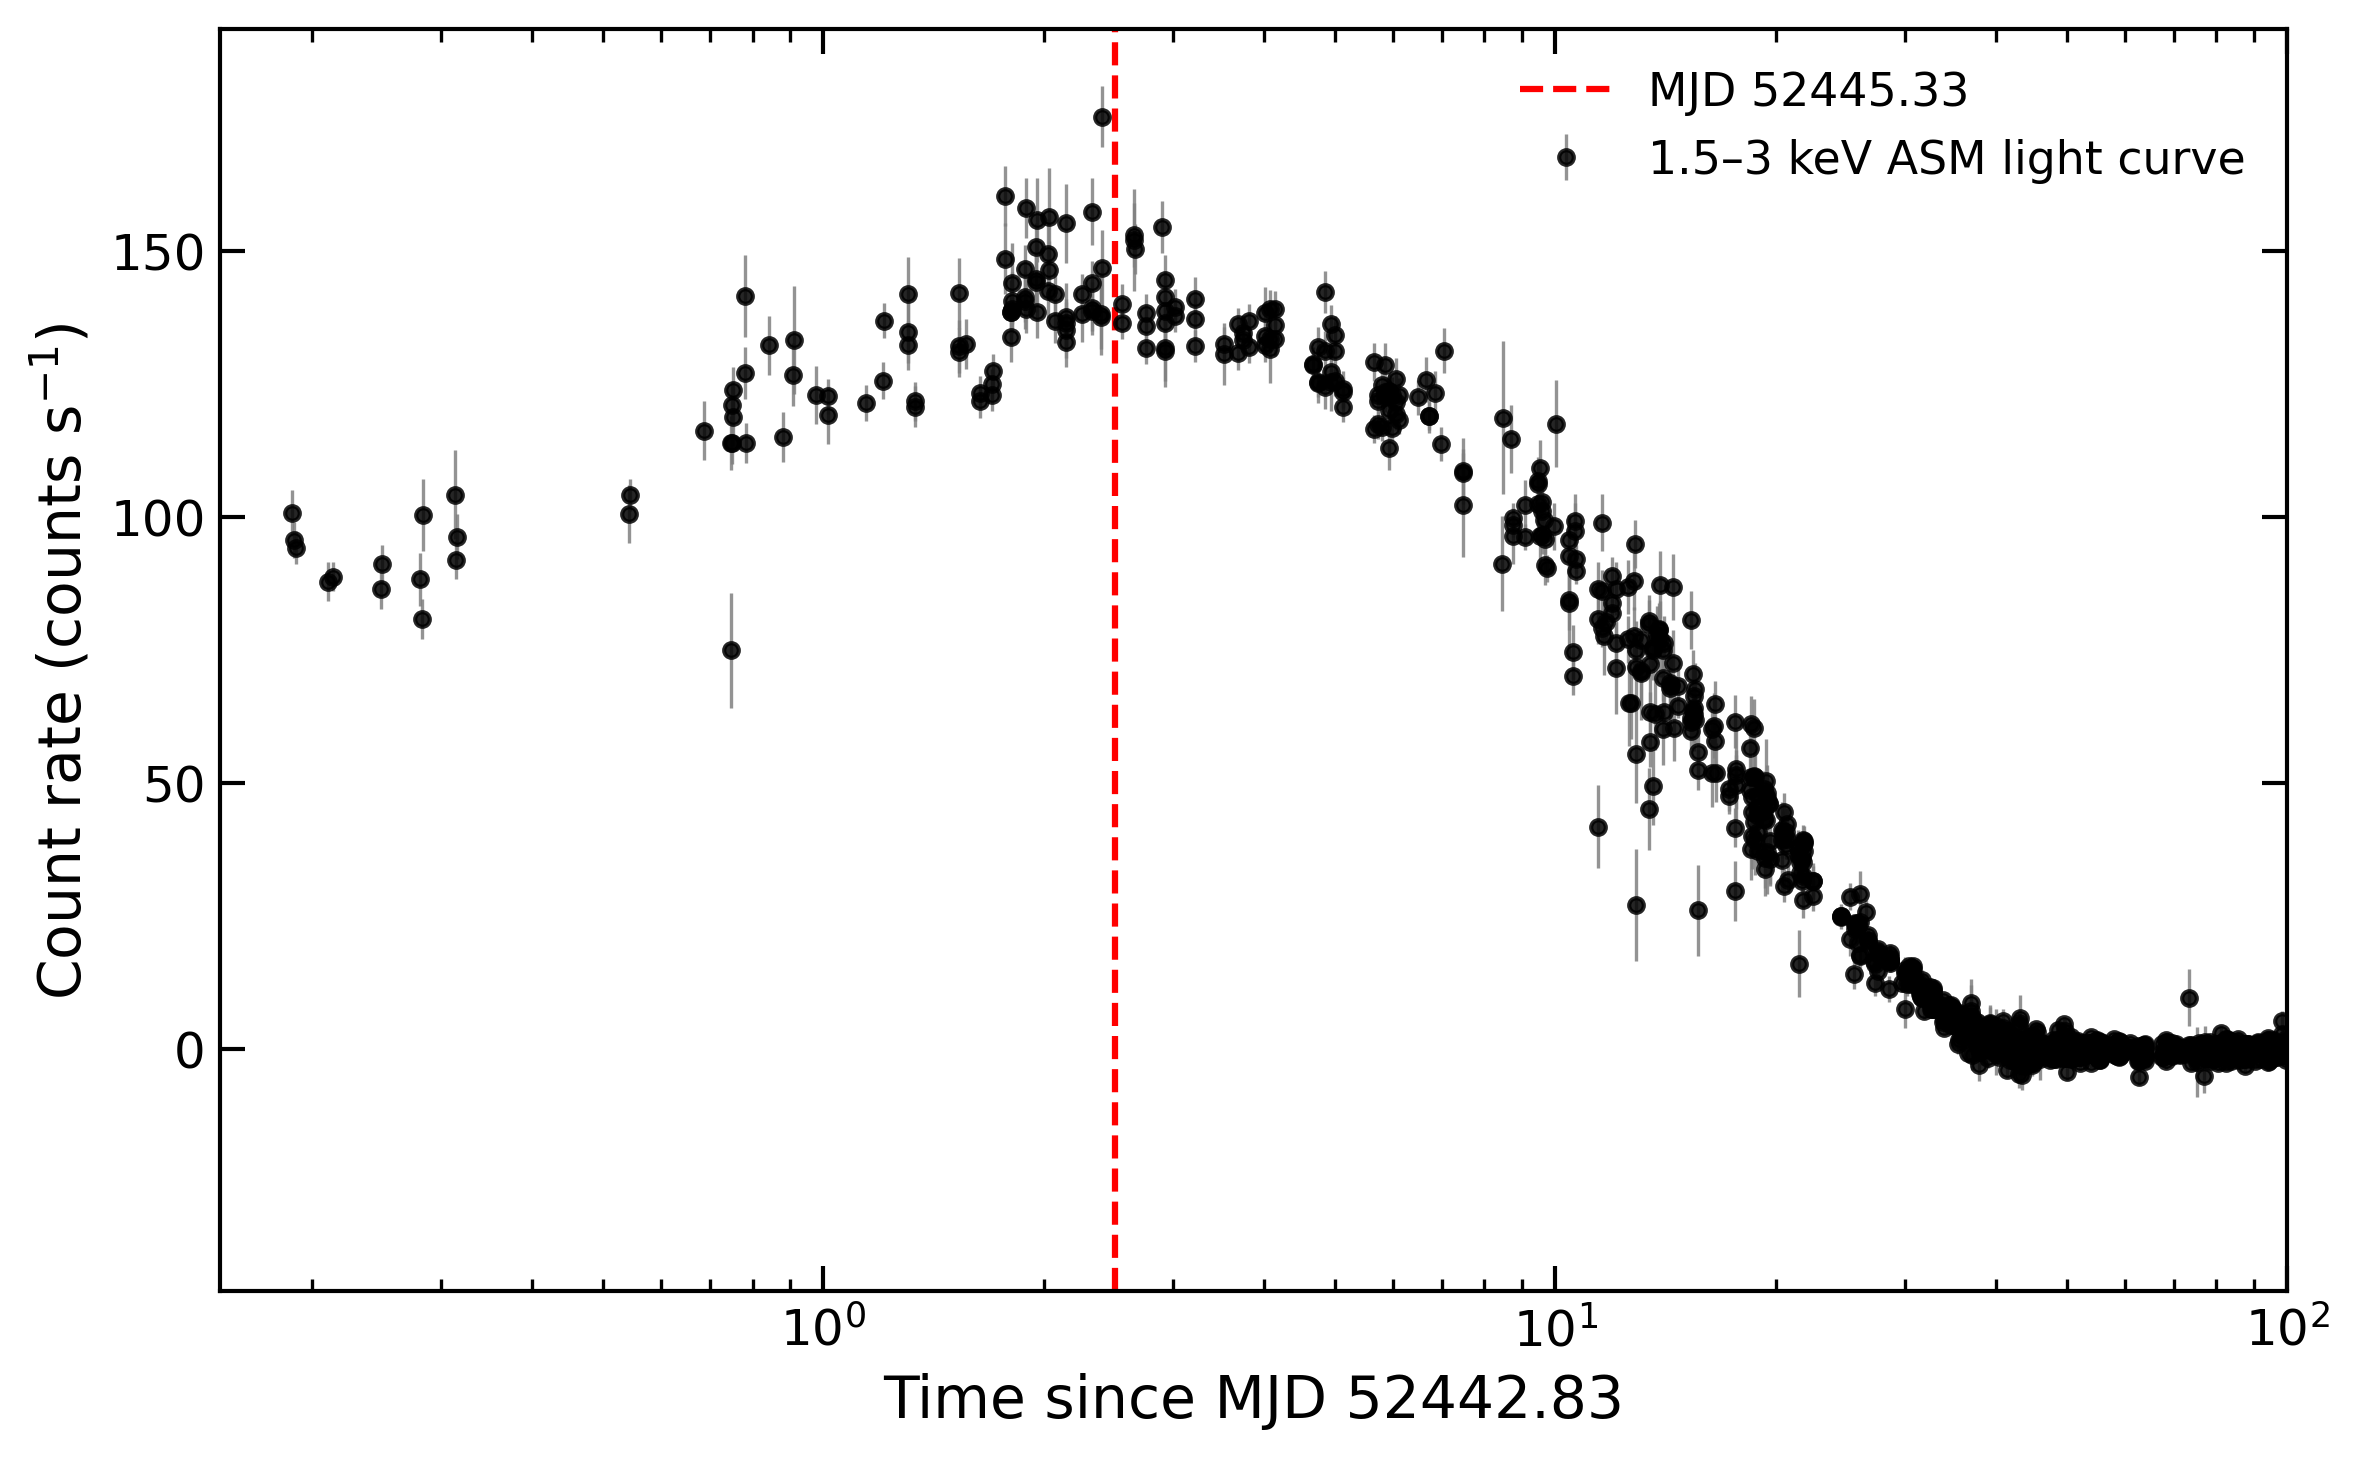 MJD 52445.33
1.5–3 keV ASM light curve
Count rate (counts s⁻¹)
150
100
50
0
10⁰
10¹
10²
Time since MJD 52442.83